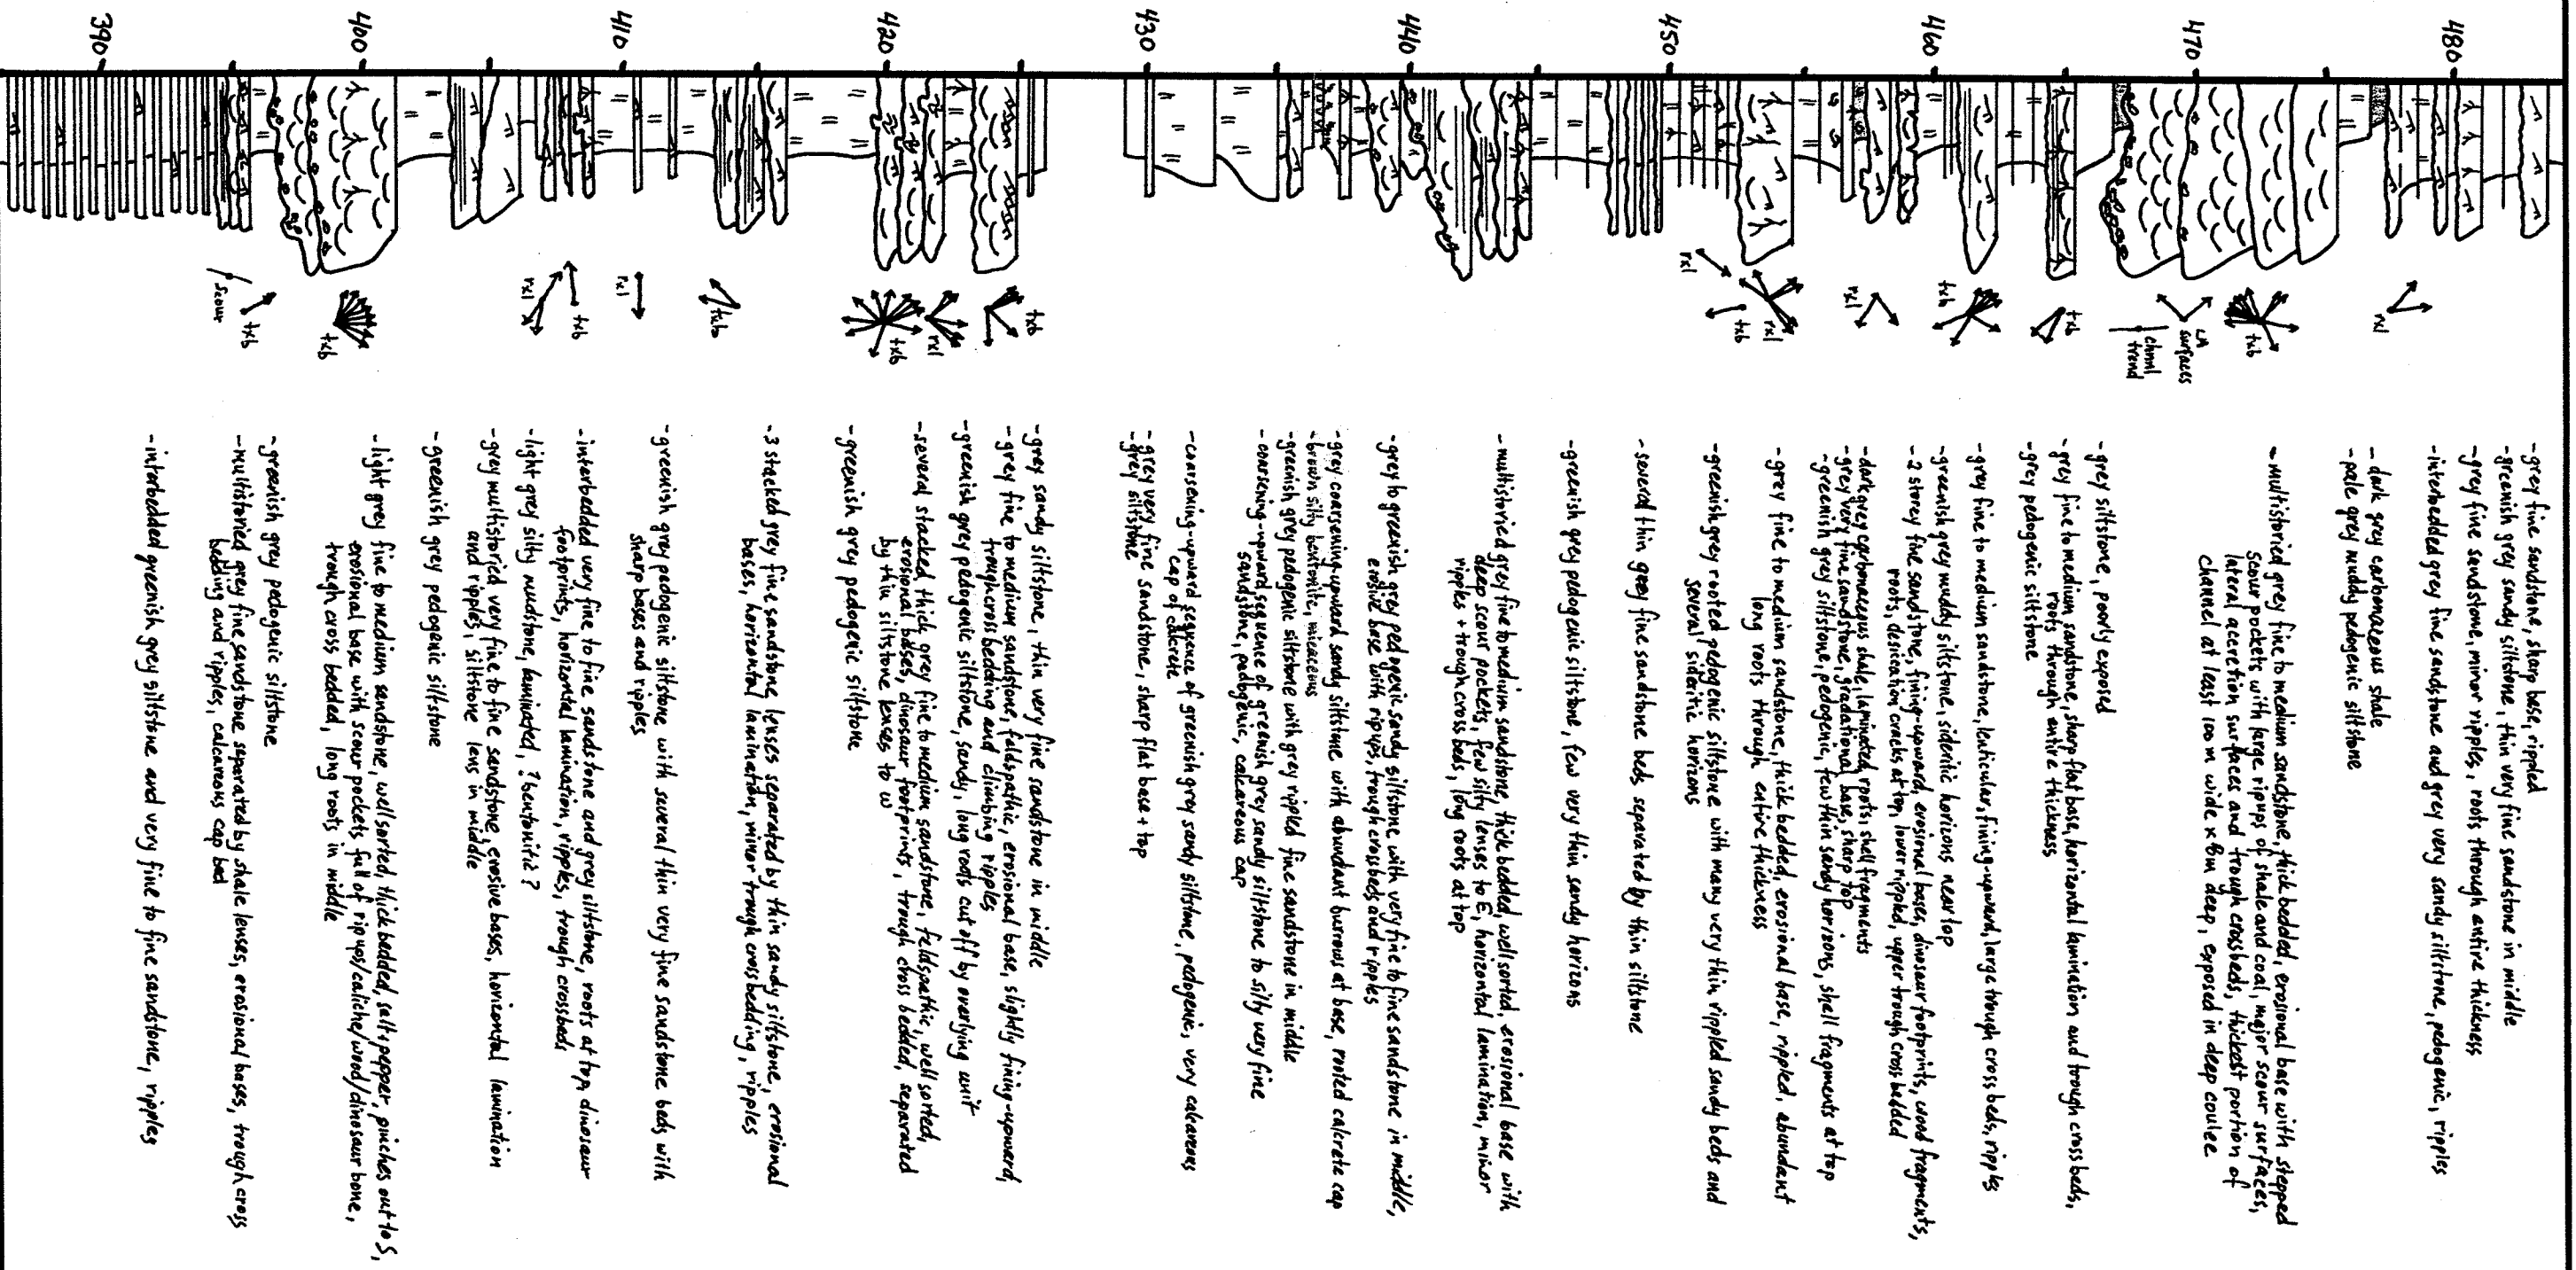 480
470
460
450
440
430
420
410
400
390
rxl
txb
LA
surfaces
chnnl
trend
txb
txb
rxl
rxl
txb
rxl
txb
rxl
txb
txb
rxl
txb
rxl
txb
txb
scour
-grey fine sandstone, sharp base, rippled
-greenish grey sandy siltstone, thin very fine sandstone in middle
-grey fine sandstone, minor ripples, roots through entire thickness
-interbedded grey fine sandstone and grey very sandy siltstone, pedogenic, ripples
-dark grey carbonaceous shale
-pale grey muddy pedogenic siltstone
-multistoried grey fine to medium sandstone, thick bedded, erosional base with stepped
scour pockets with large ripups of shale and coal, major scour surfaces,
lateral accretion surfaces and trough crossbeds, thickest portion of
channel at least 100 m wide x 8m deep, exposed in deep coulee
-grey siltstone, poorly exposed
-grey fine to medium sandstone, sharp flat base, horizontal lamination and trough crossbeds,
roots through entire thickness
-grey pedogenic siltstone
-grey fine to medium sandstone, lenticular, fining-upward, large trough cross beds, ripples
-greenish grey muddy siltstone, sideritic horizons near top
-2 storey fine sandstone, fining-upward, erosional bases, dinosaur footprints, wood fragments,
roots, desiccation cracks at top, lower rippled, upper trough cross bedded
-dark grey carbonaceous shale, laminated, roots, shell fragments
-grey very fine sandstone, gradational base, sharp top
-greenish grey siltstone, pedogenic, few thin sandy horizons, shell fragments at top
-grey fine to medium sandstone, thick bedded, erosional base, rippled, abundant
long roots through entire thickness
-greenish grey rooted pedogenic siltstone with many very thin rippled sandy beds and
several sideritic horizons
-several thin grey fine sandstone beds separated by thin siltstone
-greenish grey pedogenic siltstone, few very thin sandy horizons
-multistoried grey fine to medium sandstone, thick bedded, well sorted, erosional base with
deep scour pockets, few silty lenses to E, horizontal lamination, minor
ripples + trough cross beds, long roots at top
-grey to greenish grey pedogenic sandy siltstone with very fine to fine sandstone in middle,
erosive base with ripups, trough crossbeds and ripples
-grey coarsening-upward sandy siltstone with abundant burrows at base, rooted calcrete cap
-brown silty bentonite, micaceous
-greenish grey pedogenic siltstone with grey rippled fine sandstone in middle
-coarsening-upward sequence of greenish grey sandy siltstone to silty very fine
sandstone, pedogenic, calcareous cap
-coarsening-upward sequence of greenish grey sandy siltstone, pedogenic, very calcareous
cap of calcrete
-grey very fine sandstone, sharp flat base + top
-grey siltstone
-grey sandy siltstone, thin very fine sandstone in middle
-grey fine to medium sandstone, feldspathic, erosional base, slightly fining-upward,
trough cross bedding and climbing ripples
-greenish grey pedogenic siltstone, sandy, long roots cut off by overlying unit
-several stacked thick grey fine to medium sandstone, feldspathic, well sorted,
erosional bases, dinosaur footprints, trough cross bedded, separated
by thin siltstone lenses to W
-greenish grey pedogenic siltstone
-3 stacked grey fine sandstone lenses separated by thin sandy siltstone, erosional
bases, horizontal lamination, minor trough cross bedding, ripples
-greenish grey pedogenic siltstone with several thin very fine sandstone beds with
sharp bases and ripples
-interbedded very fine to fine sandstone and grey siltstone, roots at top, dinosaur
footprints, horizontal lamination, ripples, trough crossbeds
-light grey silty mudstone, laminated, ?bentonitic?
-grey multistoried very fine to fine sandstone, erosive bases, horizontal lamination
and ripples, siltstone lens in middle
-greenish grey pedogenic siltstone
-light grey fine to medium sandstone, well sorted, thick bedded, salt+pepper, pinches out to S,
erosional base with scour pockets full of ripups/caliche/wood/dinosaur bone,
trough cross bedded, long roots in middle
-greenish grey pedogenic siltstone
-multistoried grey fine sandstone separated by shale lenses, erosional bases, trough cross
bedding and ripples, calcareous cap bed
-interbedded greenish grey siltstone and very fine to fine sandstone, ripples